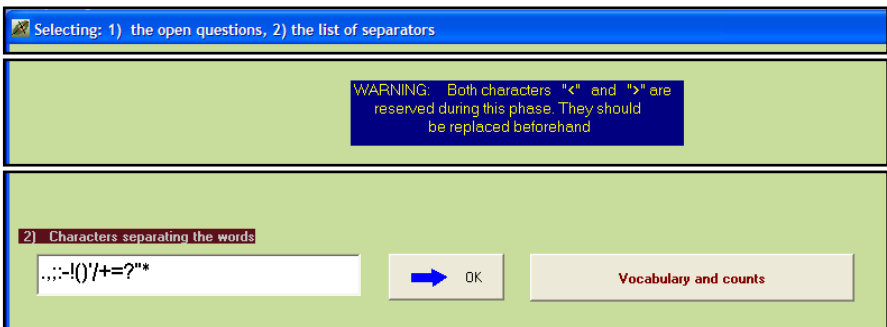 Selecting: 1) the open questions, 2) the list of separators
WARNING: Both characters "<" and ">" are
reserved during this phase. They should
be replaced beforehand
2) Characters separating the words
.,;:-!()'/+=?"*
OK
Vocabulary and counts